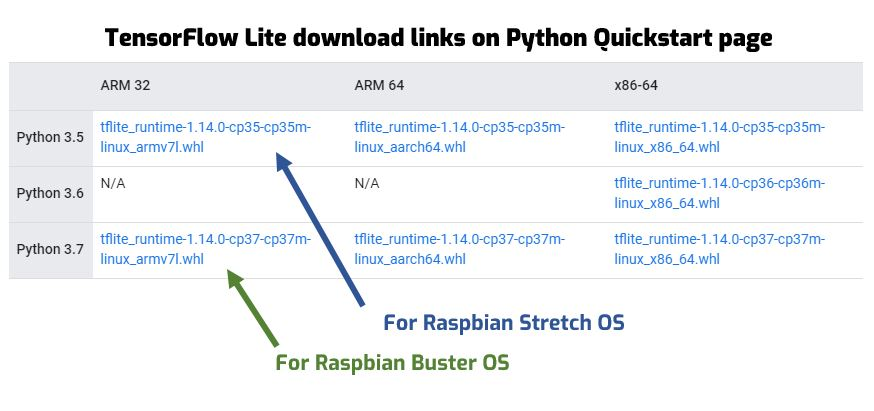 TensorFlow Lite download links on Python Quickstart page
ARM 32 ARM 64 x86-64
Python 3.5 tflite_runtime-1.14.0-cp35-cp35m- tflite_runtime-1.14.0-cp35-cp35m- tflite_runtime-1.14.0-cp35-cp35m-
linux_armv7l.whl linux_aarch64.whl linux_x86_64.whl
Python 3.6 N/A N/A tflite_runtime-1.14.0-cp36-cp36m-
linux_x86_64.whl
Python 3.7 tflite_runtime-1.14.0-cp37-cp37m- tflite_runtime-1.14.0-cp37-cp37m- tflite_runtime-1.14.0-cp37-cp37m-
linux_armv7l.whl linux_aarch64.whl linux_x86_64.whl
For Raspbian Stretch OS
For Raspbian Buster OS